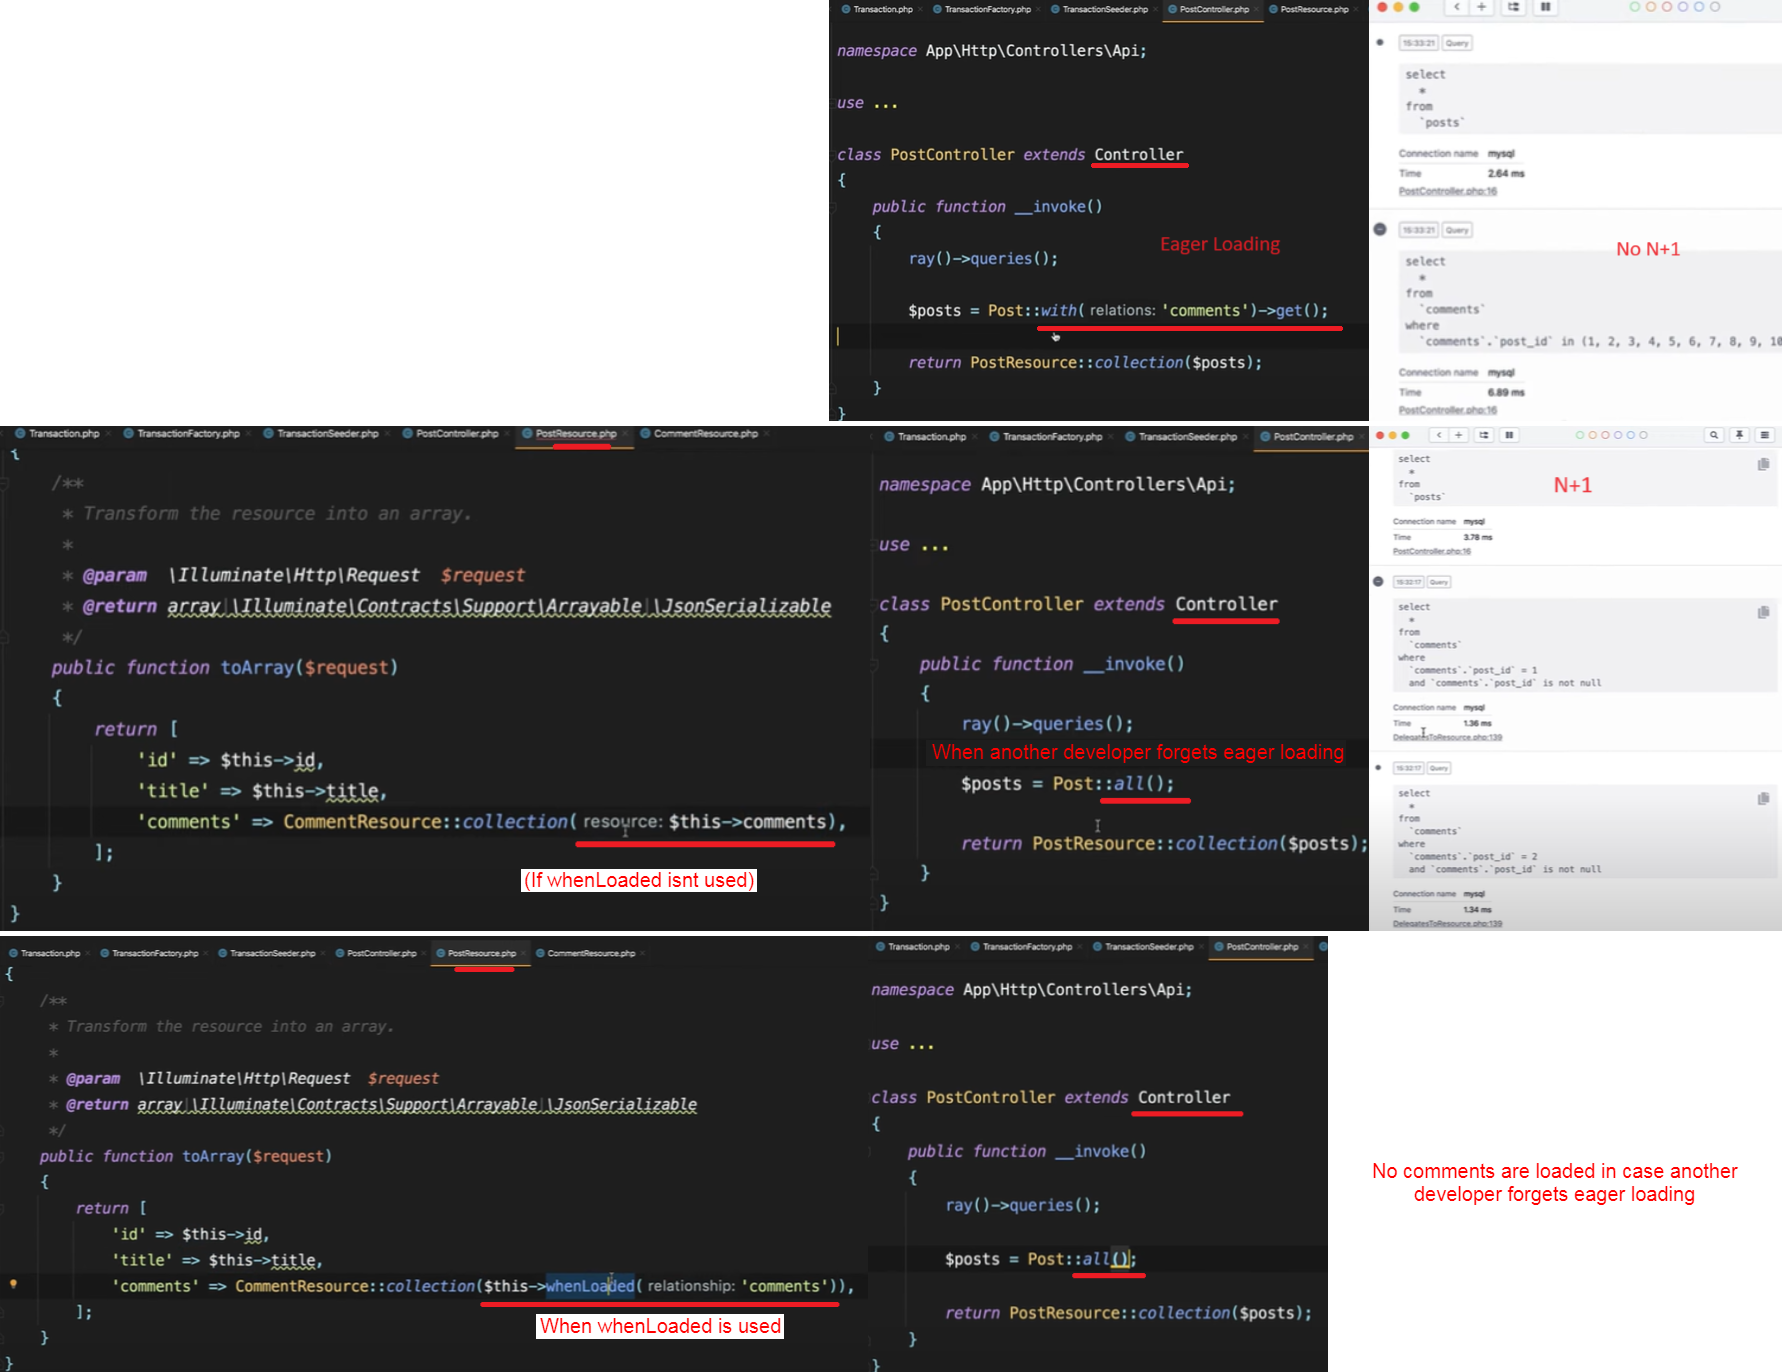 Transaction.php TransactionFactory.php TransactionSeeder.php PostController.php PostResource.php
namespace App\Http\Controllers\Api;
use ...
class PostController extends Controller
{
public function __invoke()
{
Eager Loading
ray()->queries();
$posts = Post::with( relations: 'comments')->get();
return PostResource::collection($posts);
}
}
15:33:21 Query
select
*
from
`posts`
Connection name mysql
Time 2.64 ms
PostController.php:16
15:33:21 Query
No N+1
select
*
from
`comments`
where
`comments`.`post_id` in (1, 2, 3, 4, 5, 6, 7, 8, 9, 10
Connection name mysql
Time 6.89 ms
PostController.php:16
Transaction.php TransactionFactory.php TransactionSeeder.php PostController.php PostResource.php CommentResource.php
{
/**
* Transform the resource into an array.
*
* @param \Illuminate\Http\Request $request
* @return array|\Illuminate\Contracts\Support\Arrayable|\JsonSerializable
*/
public function toArray($request)
{
return [
'id' => $this->id,
'title' => $this->title,
'comments' => CommentResource::collection( resource: $this->comments),
];
(If whenLoaded isnt used)
}
}
Transaction.php TransactionFactory.php TransactionSeeder.php PostController.php
namespace App\Http\Controllers\Api;
use ...
class PostController extends Controller
{
public function __invoke()
{
ray()->queries();
When another developer forgets eager loading
$posts = Post::all();
return PostResource::collection($posts);
}
}
select
*
from
`posts`
N+1
Connection name mysql
Time 3.78 ms
PostController.php:16
15:32:17 Query
select
*
from
`comments`
where
`comments`.`post_id` = 1
and `comments`.`post_id` is not null
Connection name mysql
Time 1.36 ms
DelegatesToResource.php:139
15:32:17 Query
select
*
from
`comments`
where
`comments`.`post_id` = 2
and `comments`.`post_id` is not null
Connection name mysql
Time 1.34 ms
DelegatesToResource.php:139
Transaction.php TransactionFactory.php TransactionSeeder.php PostController.php PostResource.php CommentResource.php
{
/**
* Transform the resource into an array.
*
* @param \Illuminate\Http\Request $request
* @return array|\Illuminate\Contracts\Support\Arrayable|\JsonSerializable
*/
public function toArray($request)
{
return [
'id' => $this->id,
'title' => $this->title,
'comments' => CommentResource::collection($this->whenLoaded( relationship: 'comments')),
];
When whenLoaded is used
}
}
Transaction.php TransactionFactory.php TransactionSeeder.php PostController.php
namespace App\Http\Controllers\Api;
use ...
class PostController extends Controller
{
public function __invoke()
{
ray()->queries();
$posts = Post::all();
return PostResource::collection($posts);
}
}
No comments are loaded in case another
developer forgets eager loading